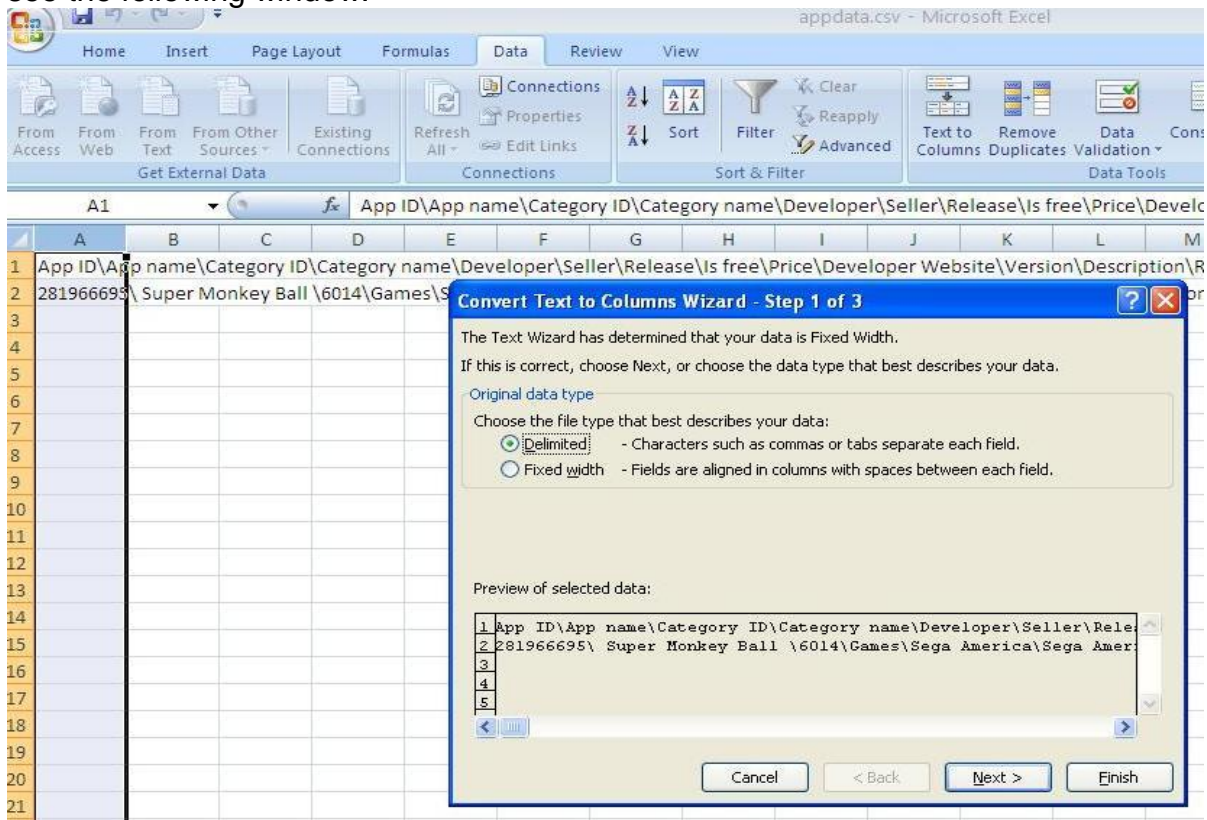 see the following window:
appdata.csv - Microsoft Excel
Home Insert Page Layout Formulas Data Review View
From Access From Web From Text From Other Sources Existing Connections
Get External Data
Refresh All Connections Properties Edit Links
Connections
Sort Filter Clear Reapply Advanced
Sort & Filter
Text to Columns Remove Duplicates Data Validation Cons
Data Tools
A1 fx App ID\App name\Category ID\Category name\Developer\Seller\Release\Is free\Price\Develo
A B C D E F G H I J K L M
1 App ID\App name\Category ID\Category name\Developer\Seller\Release\Is free\Price\Developer Website\Version\Description\R
2 281966695\ Super Monkey Ball \6014\Games\S
3
4
5
6
7
8
9
10
11
12
13
14
15
16
17
18
19
20
21
Convert Text to Columns Wizard - Step 1 of 3
The Text Wizard has determined that your data is Fixed Width.
If this is correct, choose Next, or choose the data type that best describes your data.
Original data type
Choose the file type that best describes your data:
Delimited - Characters such as commas or tabs separate each field.
Fixed width - Fields are aligned in columns with spaces between each field.
Preview of selected data:
1 App ID\App name\Category ID\Category name\Developer\Seller\Relea
2 281966695\ Super Monkey Ball \6014\Games\Sega America\Sega Amer
3
4
5
Cancel < Back Next > Finish